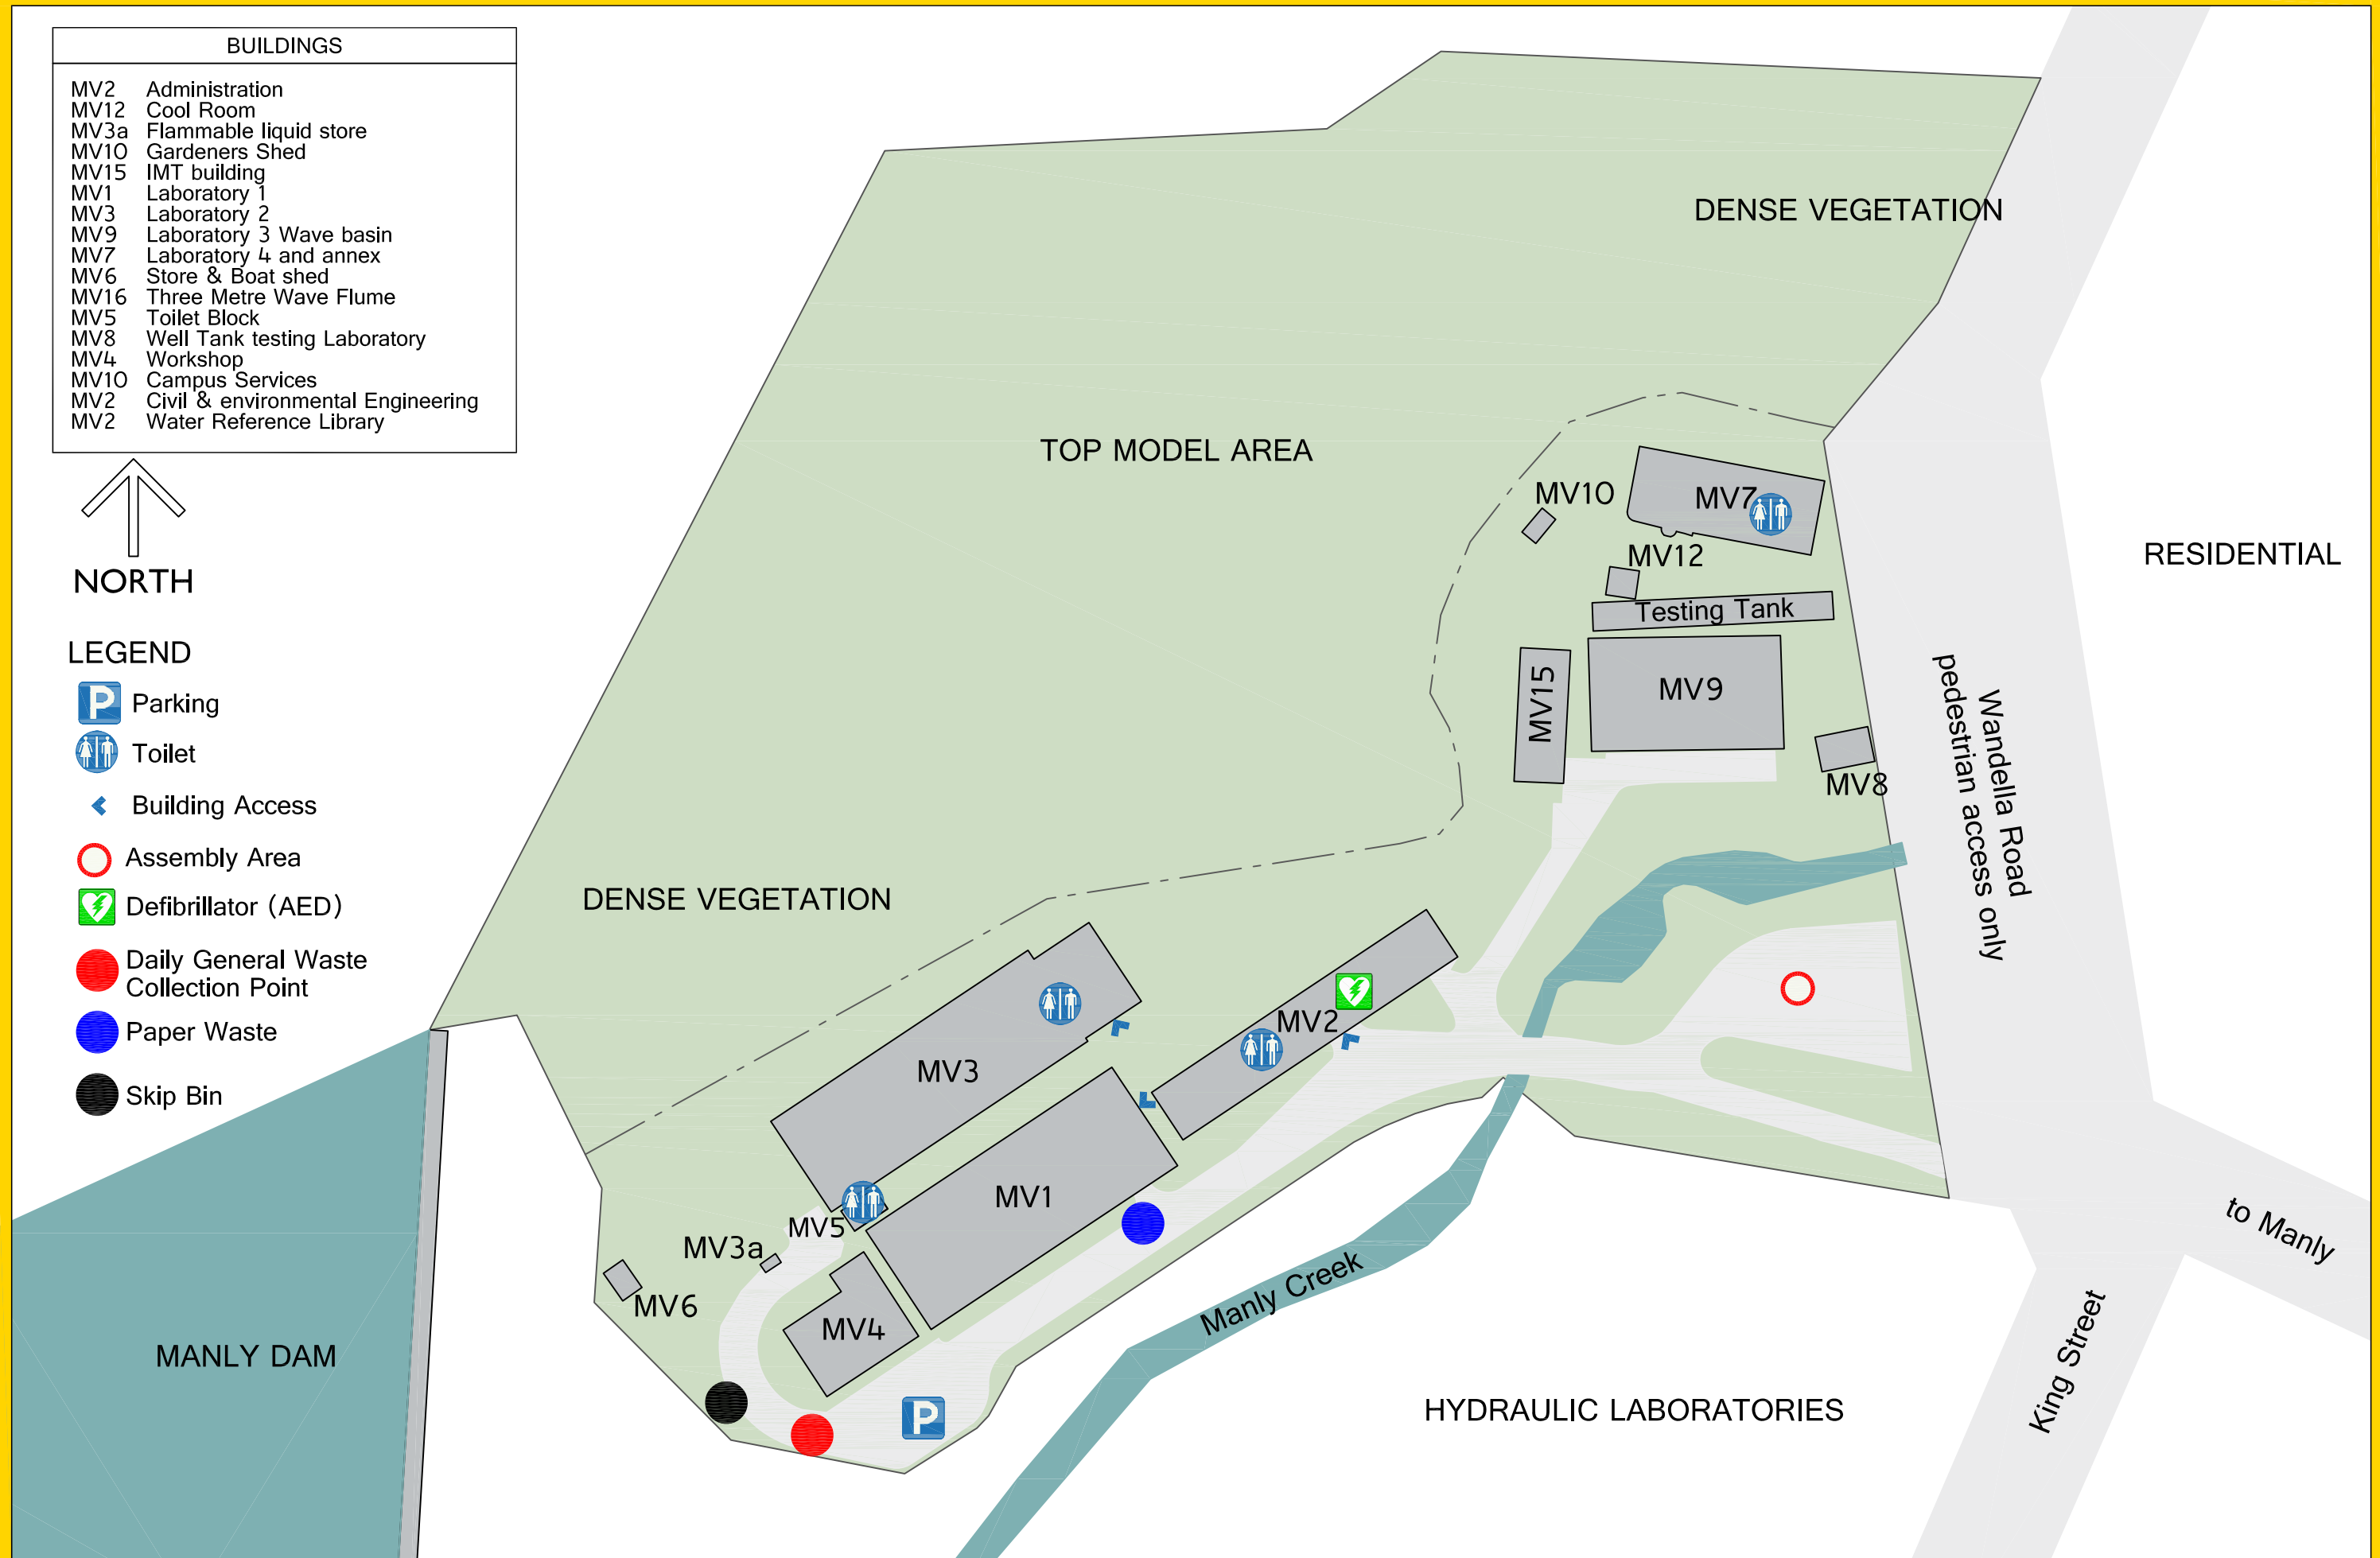 BUILDINGS
MV2 Administration
MV12 Cool Room
MV3a Flammable liquid store
MV10 Gardeners Shed
MV15 IMT building
MV1 Laboratory 1
MV3 Laboratory 2
MV9 Laboratory 3 Wave basin
MV7 Laboratory 4 and annex
MV6 Store & Boat shed
MV16 Three Metre Wave Flume
MV5 Toilet Block
MV8 Well Tank testing Laboratory
MV4 Workshop
MV10 Campus Services
MV2 Civil & environmental Engineering
MV2 Water Reference Library
NORTH
LEGEND
P Parking
Toilet
Building Access
Assembly Area
Defibrillator (AED)
Daily General Waste
Collection Point
Paper Waste
Skip Bin
DENSE VEGETATION
TOP MODEL AREA
MV10
MV7
MV12
Testing Tank
MV15
MV9
MV8
RESIDENTIAL
Wandella Road
pedestrian access only
DENSE VEGETATION
MV3
MV2
MV1
MV5
MV3a
MV6
MV4
P
Manly Creek
MANLY DAM
HYDRAULIC LABORATORIES
King Street
to Manly